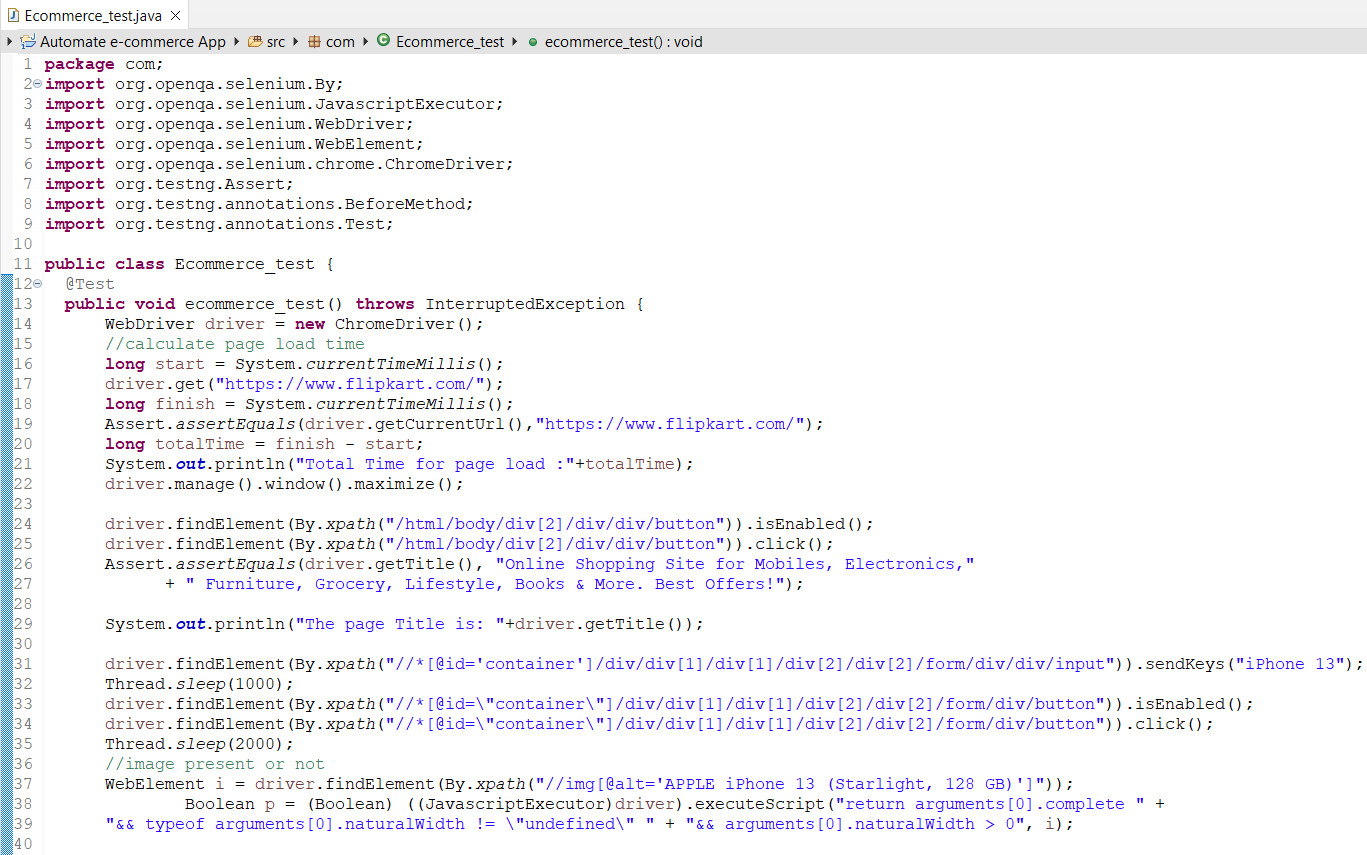 Ecommerce_test.java
Automate e-commerce App src com Ecommerce_test ecommerce_test() : void
1 package com;
2 import org.openqa.selenium.By;
3 import org.openqa.selenium.JavascriptExecutor;
4 import org.openqa.selenium.WebDriver;
5 import org.openqa.selenium.WebElement;
6 import org.openqa.selenium.chrome.ChromeDriver;
7 import org.testng.Assert;
8 import org.testng.annotations.BeforeMethod;
9 import org.testng.annotations.Test;
10
11 public class Ecommerce_test {
12 @Test
13 public void ecommerce_test() throws InterruptedException {
14 WebDriver driver = new ChromeDriver();
15 //calculate page load time
16 long start = System.currentTimeMillis();
17 driver.get("https://www.flipkart.com/");
18 long finish = System.currentTimeMillis();
19 Assert.assertEquals(driver.getCurrentUrl(),"https://www.flipkart.com/");
20 long totalTime = finish - start;
21 System.out.println("Total Time for page load :"+totalTime);
22 driver.manage().window().maximize();
23
24 driver.findElement(By.xpath("/html/body/div[2]/div/div/button")).isEnabled();
25 driver.findElement(By.xpath("/html/body/div[2]/div/div/button")).click();
26 Assert.assertEquals(driver.getTitle(), "Online Shopping Site for Mobiles, Electronics,"
27 + " Furniture, Grocery, Lifestyle, Books & More. Best Offers!");
28
29 System.out.println("The page Title is: "+driver.getTitle());
30
31 driver.findElement(By.xpath("//*[@id='container']/div/div[1]/div[1]/div[2]/div[2]/form/div/div/input")).sendKeys("iPhone 13");
32 Thread.sleep(1000);
33 driver.findElement(By.xpath("//*[@id=\"container\"]/div/div[1]/div[1]/div[2]/div[2]/form/div/button")).isEnabled();
34 driver.findElement(By.xpath("//*[@id=\"container\"]/div/div[1]/div[1]/div[2]/div[2]/form/div/button")).click();
35 Thread.sleep(2000);
36 //image present or not
37 WebElement i = driver.findElement(By.xpath("//img[@alt='APPLE iPhone 13 (Starlight, 128 GB)']"));
38 Boolean p = (Boolean) ((JavascriptExecutor)driver).executeScript("return arguments[0].complete " +
39 "&& typeof arguments[0].naturalWidth != \"undefined\" " + "&& arguments[0].naturalWidth > 0", i);
40